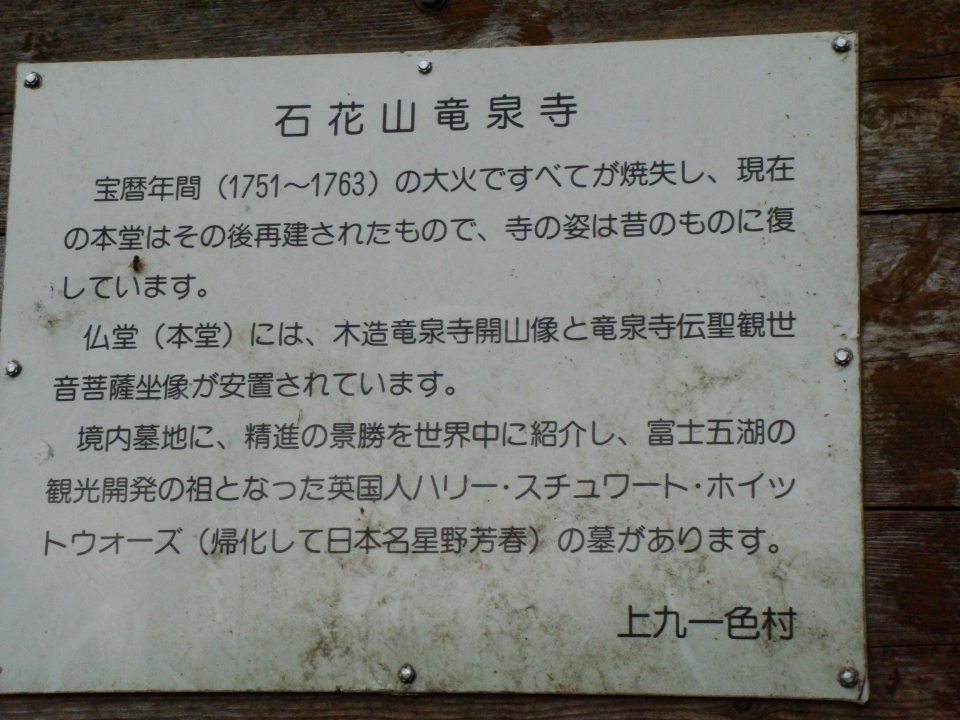 石花山竜泉寺
宝暦年間（1751～1763）の大火ですべてが焼失し、現在
の本堂はその後再建されたもので、寺の姿は昔のものに復
しています。
仏堂（本堂）には、木造竜泉寺開山像と竜泉寺伝聖観世
音菩薩坐像が安置されています。
境内墓地に、精進の景勝を世界中に紹介し、富士五湖の
観光開発の祖となった英国人ハリー・スチュワート・ホイッ
トウォーズ（帰化して日本名星野芳春）の墓があります。
上九一色村